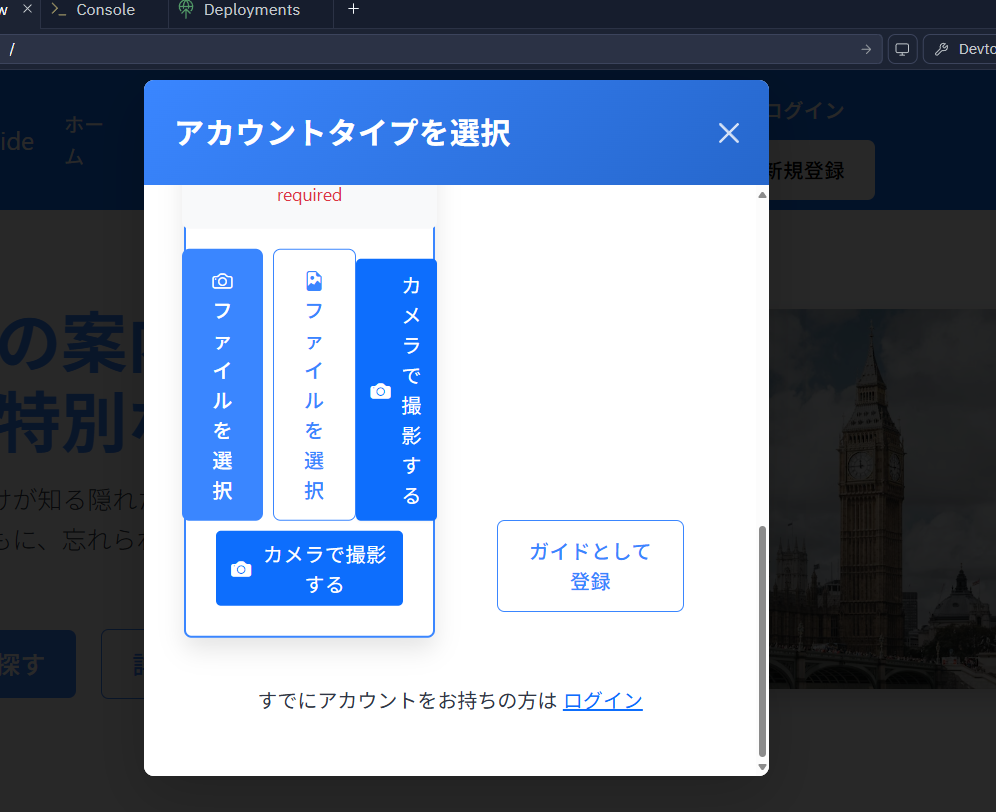 Console
Deployments
+
/
アカウントタイプを選択
required
ファイルを選択
ファイルを選択
カメラで撮影する
カメラで撮影
する
ガイドとして
登録
すでにアカウントをお持ちの方は ログイン
ホー
ム
ide
ログイン
新規登録
の案
特別
けが知る隠れ
もに、忘れら
探す
Devto